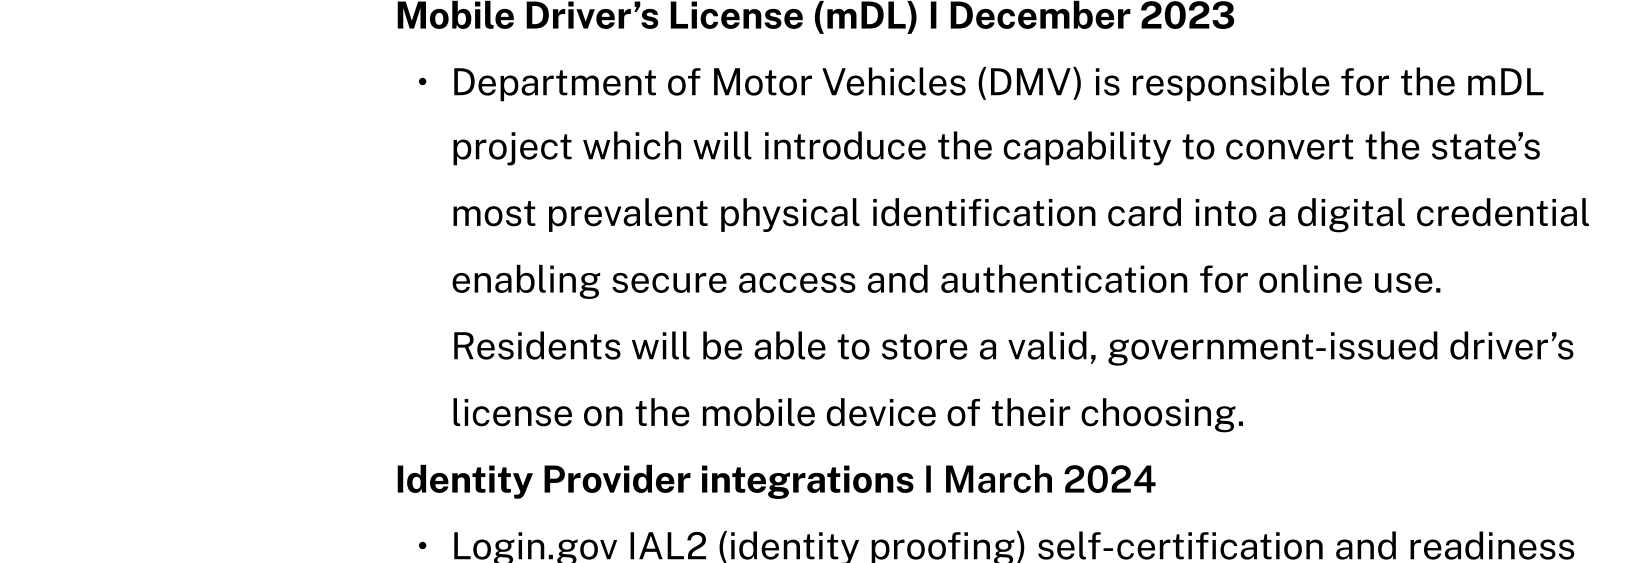 Mobile Driver’s License (mDL) I December 2023
• Department of Motor Vehicles (DMV) is responsible for the mDL
project which will introduce the capability to convert the state’s
most prevalent physical identification card into a digital credential
enabling secure access and authentication for online use.
Residents will be able to store a valid, government-issued driver’s
license on the mobile device of their choosing.
Identity Provider integrations I March 2024
• Login.gov IAL2 (identity proofing) self-certification and readiness